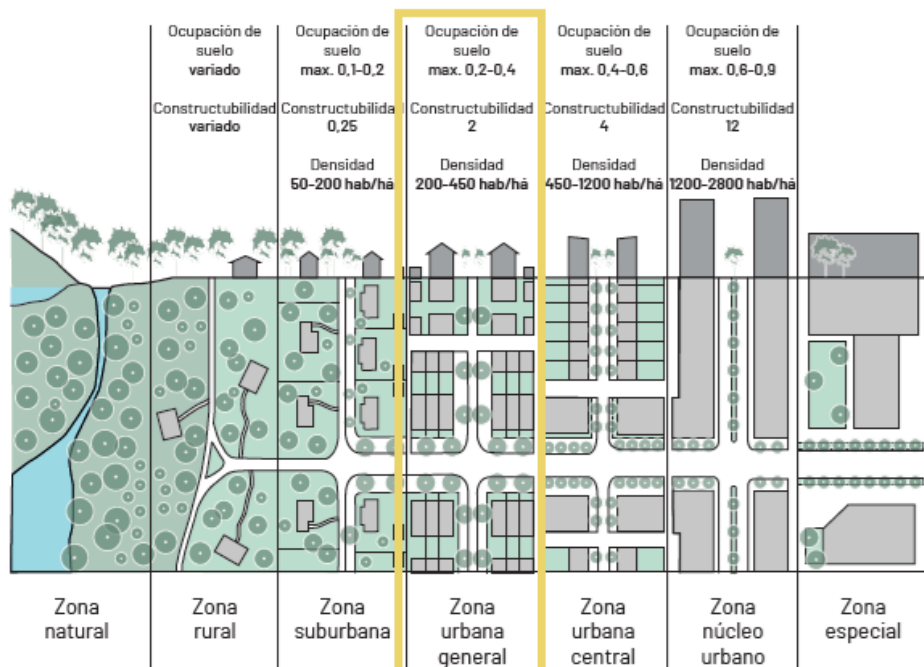 Ocupación de
suelo
variado
Constructubilidad
variado
Ocupación de
suelo
max. 0,1-0,2
Constructubilidad
0,25
Densidad
50-200 hab/há
Ocupación de
suelo
max. 0,2-0,4
Constructubilidad
2
Densidad
200-450 hab/há
Ocupación de
suelo
max. 0,4-0,6
Constructubilidad
4
Densidad
450-1200 hab/há
Ocupación de
suelo
max. 0,6-0,9
Constructubilidad
12
Densidad
1200-2800 hab/há
Zona
natural
Zona
rural
Zona
suburbana
Zona
urbana
general
Zona
urbana
central
Zona
núcleo
urbano
Zona
especial